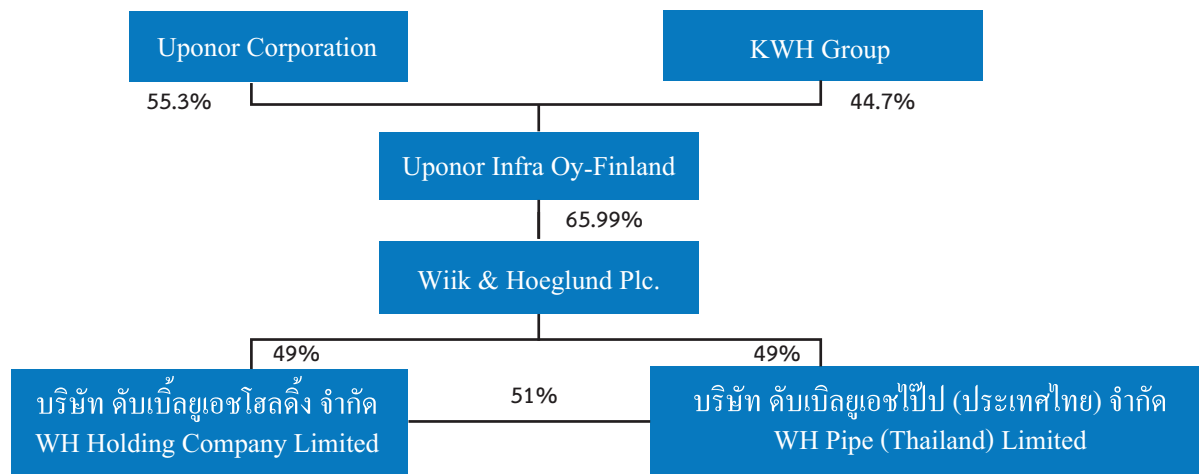 Uponor Corporation
KWH Group
55.3%
44.7%
Uponor Infra Oy-Finland
65.99%
Wiik & Hoeglund Plc.
49%
49%
บริษัท ดับเบิ้ลยูเอชโฮลดิ้ง จำกัด
WH Holding Company Limited
51%
บริษัท ดับเบิลยูเอชไป๊ป (ประเทศไทย) จำกัด
WH Pipe (Thailand) Limited